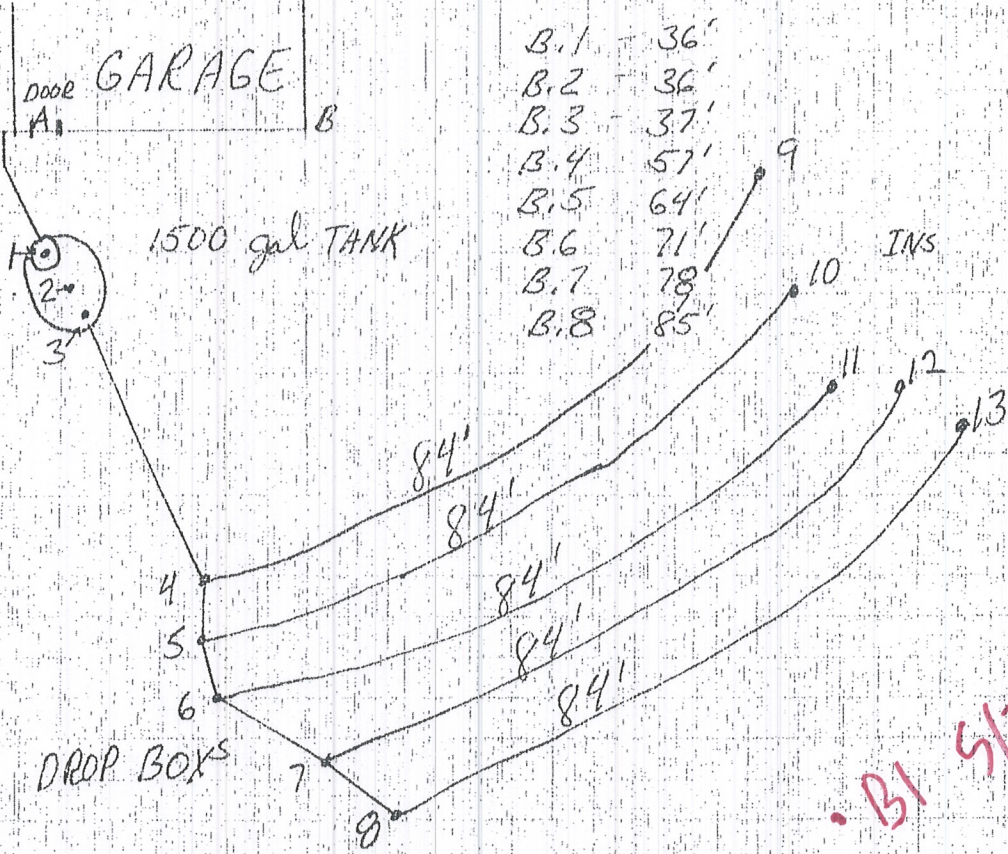 GARAGE
DOOR
A
B
B.1 - 36'
B.2 - 36'
B.3 - 37'
B.4 57'
B.5 64'
B.6 71'
B.7 78'
B.8 85'
9
1500 gal TANK
INS
1
2
3
10
11
12
13
84'
84'
84'
84'
84'
4
5
6
7
8
DROP BOXS
B1